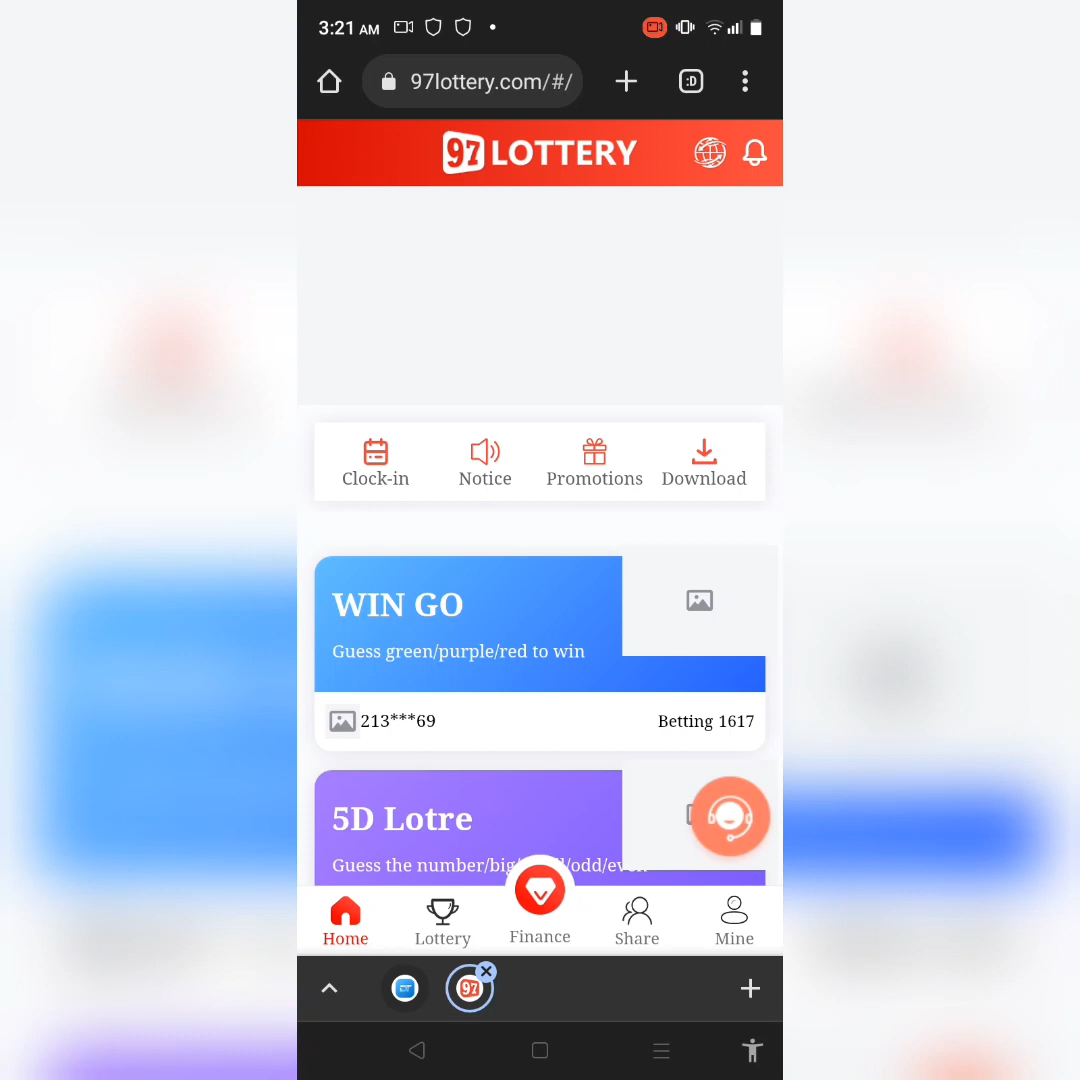 3:21 AM
97lottery.com/#/
:D
97 LOTTERY
Clock-in
Notice
Promotions
Download
WIN GO
Guess green/purple/red to win
213***69
Betting 1617
5D Lotre
Guess the number/big/ /odd/even
Home
Lottery
Finance
Share
Mine
97